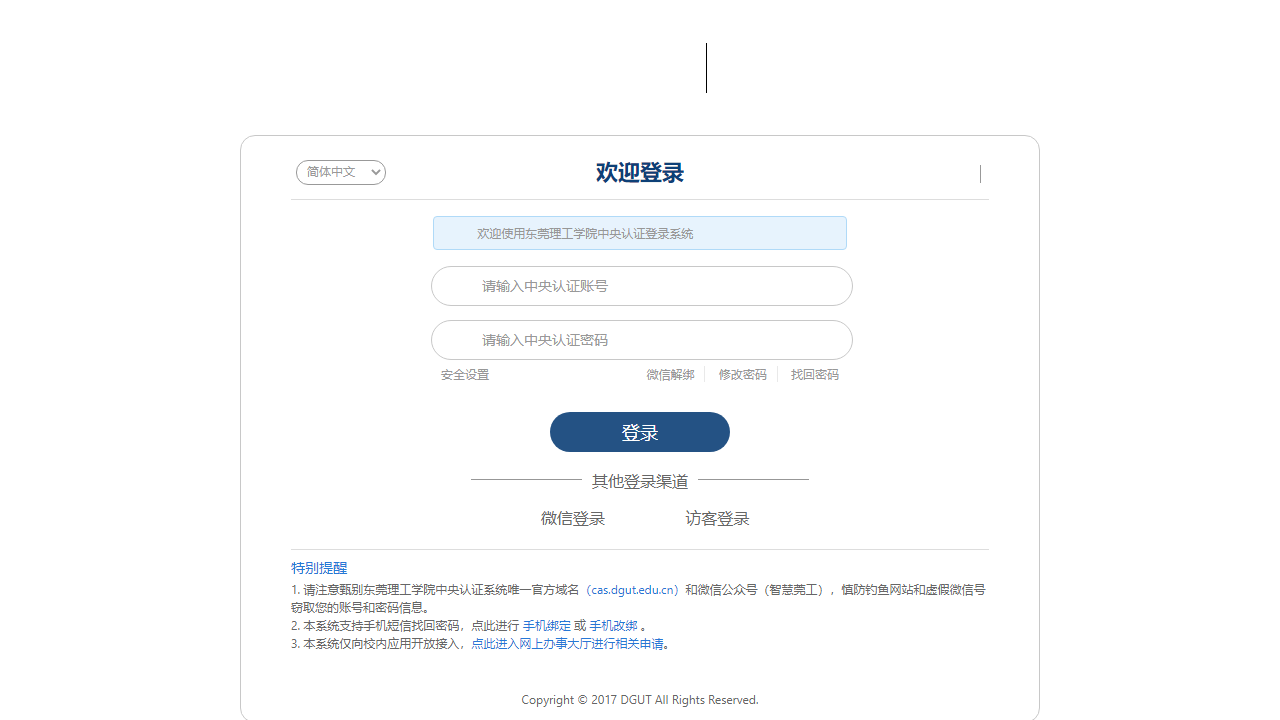 简体中文
欢迎登录
欢迎使用东莞理工学院中央认证登录系统
请输入中央认证账号
请输入中央认证密码
安全设置 微信解绑 修改密码 找回密码
登录
其他登录渠道
微信登录 访客登录
特别提醒
1. 请注意甄别东莞理工学院中央认证系统唯一官方域名（cas.dgut.edu.cn）和微信公众号（智慧莞工），慎防钓鱼网站和虚假微信号
窃取您的账号和密码信息。
2. 本系统支持手机短信找回密码，点此进行 手机绑定 或 手机改绑 。
3. 本系统仅向校内应用开放接入，点此进入网上办事大厅进行相关申请。
Copyright © 2017 DGUT All Rights Reserved.